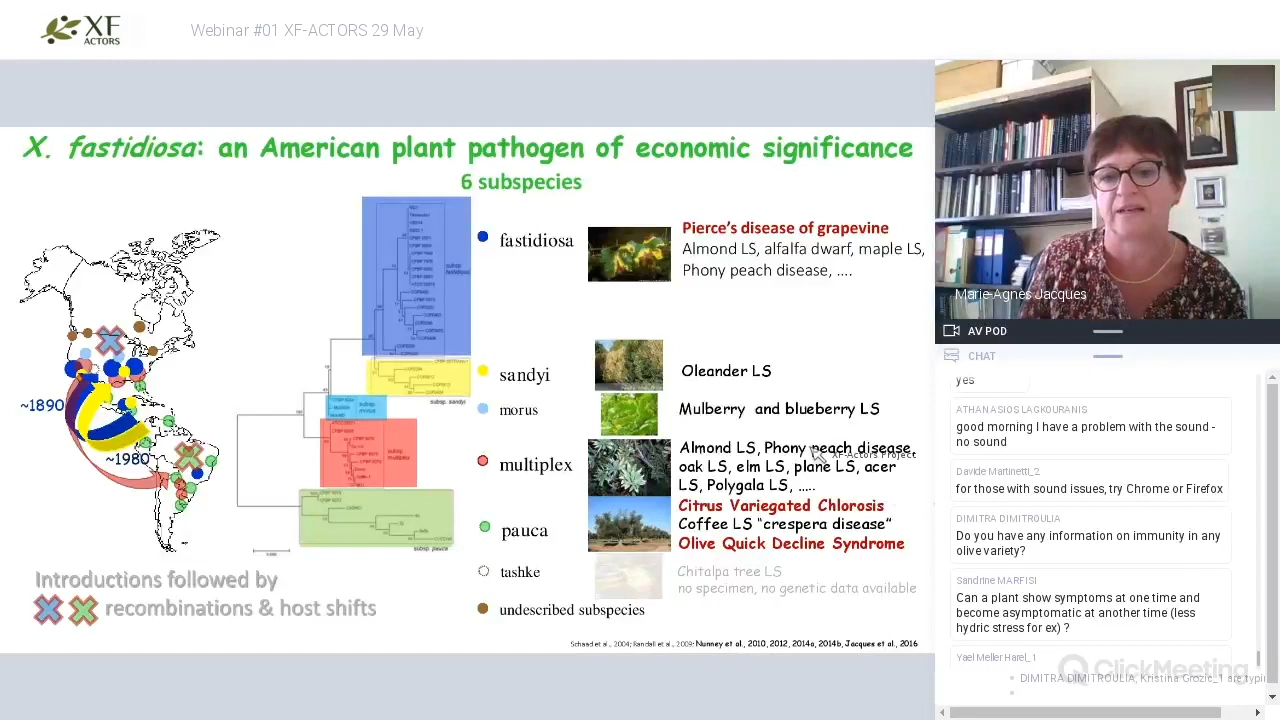 XF
ACTORS
Webinar #01 XF-ACTORS 29 May
X. fastidiosa: an American plant pathogen of economic significance
6 subspecies
fastidiosa
Pierce's disease of grapevine
Almond LS, alfalfa dwarf, maple LS,
Phony peach disease, ....
sandyi
Oleander LS
morus
Mulberry and blueberry LS
multiplex
Almond LS, Phony peach disease,
oak LS, elm LS, plane LS, acer
LS, Polygala LS, .....
XF-Actors Project
pauca
Citrus Variegated Chlorosis
Coffee LS "crespera disease"
Olive Quick Decline Syndrome
tashke
Chitalpa tree LS
no specimen, no genetic data available
undescribed subspecies
subsp. sandyi
subsp. pauca
~1890
~1980
Introductions followed by
recombinations & host shifts
Schaad et al., 2004; Randall et al., 2009; Nunney et al., 2010, 2012, 2014a, 2014b, Jacques et al., 2016
Marie-Agnes Jacques
AV POD
CHAT
yes
ATHANASIOS LAGKOURANIS
good morning I have a problem with the sound -
no sound
Davide Martinetti_2
for those with sound issues, try Chrome or Firefox
DIMITRA DIMITROULIA
Do you have any information on imunity in any
olive variety?
Sandrine MARFISI
Can a plant show symptoms at one time and
become asymptomatic at another time (less
hydric stress for ex) ?
Yael Meller Harel_1
ClickMeeting
DIMITRA DIMITROULIA, Kristina Grozic_1 are typin